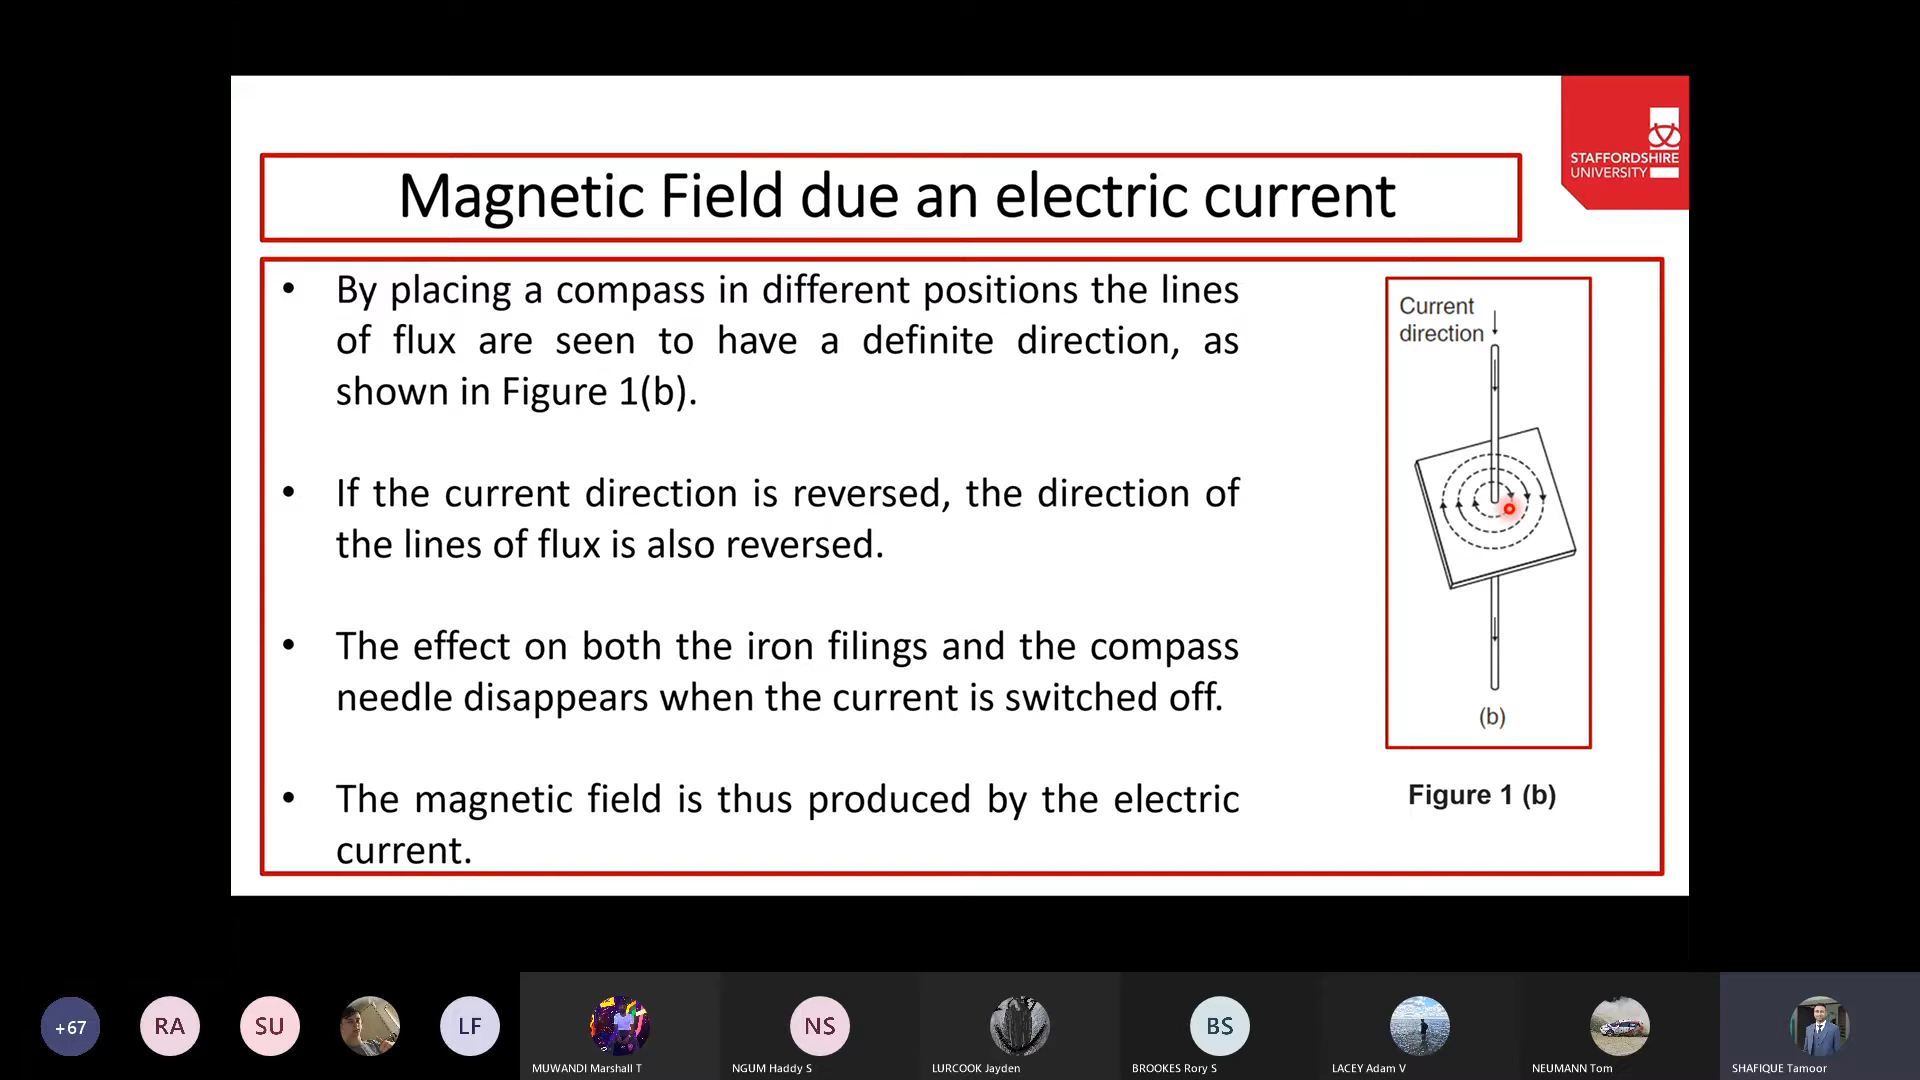 STAFFORDSHIRE
UNIVERSITY
Magnetic Field due an electric current
• By placing a compass in different positions the lines
of flux are seen to have a definite direction, as
shown in Figure 1(b).
• If the current direction is reversed, the direction of
the lines of flux is also reversed.
• The effect on both the iron filings and the compass
needle disappears when the current is switched off.
• The magnetic field is thus produced by the electric
current.
Current
direction
(b)
Figure 1 (b)
+67
RA
SU
LF
MUWANDI Marshall T
NS
NGUM Haddy S
LURCOOK Jayden
BS
BROOKES Rory S
LACEY Adam V
NEUMANN Tom
SHAFIQUE Tamoor